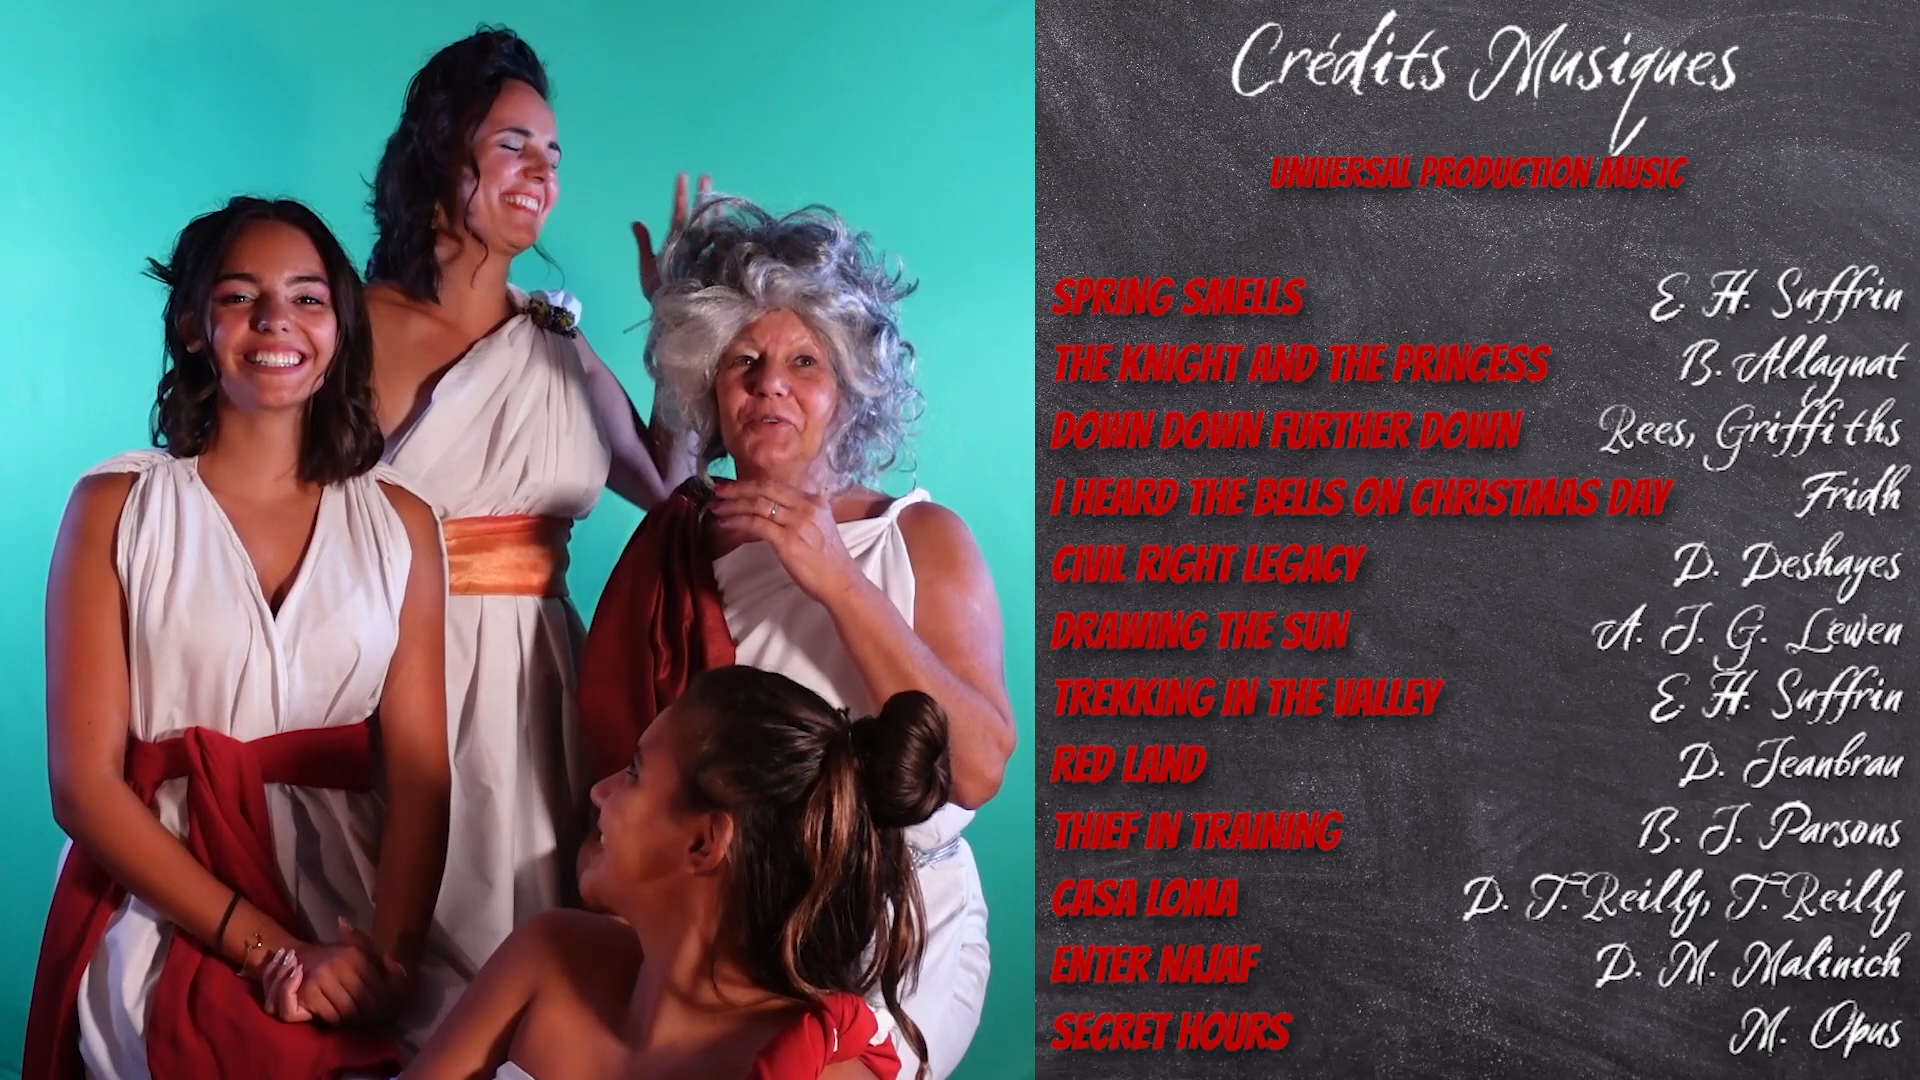 Crédits Musiques
UNIVERSAL PRODUCTION MUSIC
SPRING SMELLS E. H. Suffrin
THE KNIGHT AND THE PRINCESS B. Allagnat
DOWN DOWN FURTHER DOWN Rees, Griffiths
I HEARD THE BELLS ON CHRISTMAS DAY Fridh
CIVIL RIGHT LEGACY D. Deshayes
DRAWING THE SUN A. J. G. Lewen
TREKKING IN THE VALLEY E. H. Suffrin
RED LAND D. Jeanbrau
THIEF IN TRAINING B. J. Parsons
CASA LOMA D. T.Reilly, T.Reilly
ENTER NAJAF D. M. Malinich
SECRET HOURS M. Opus